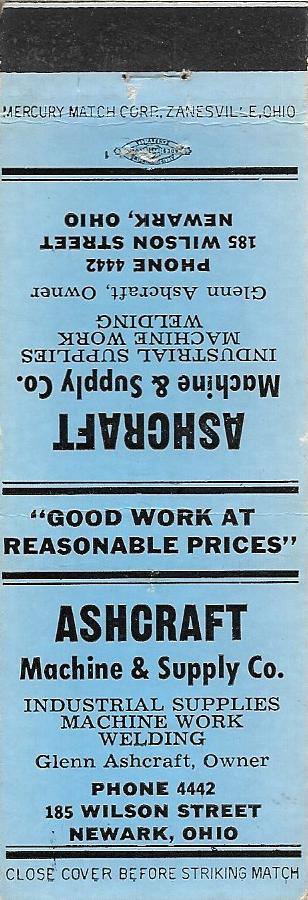 MERCURY MATCH CORP., ZANESVILLE, OHIO
1
ASHCRAFT
Machine & Supply Co.
INDUSTRIAL SUPPLIES
MACHINE WORK
WELDING
Glenn Ashcraft, Owner
PHONE 4442
185 WILSON STREET
NEWARK, OHIO
"GOOD WORK AT
REASONABLE PRICES"
ASHCRAFT
Machine & Supply Co.
INDUSTRIAL SUPPLIES
MACHINE WORK
WELDING
Glenn Ashcraft, Owner
PHONE 4442
185 WILSON STREET
NEWARK, OHIO
CLOSE COVER BEFORE STRIKING MATCH